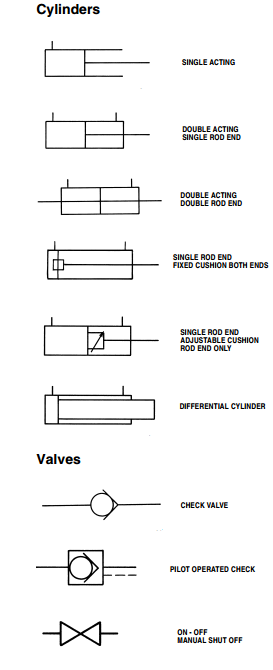 Cylinders
SINGLE ACTING
DOUBLE ACTING
SINGLE ROD END
DOUBLE ACTING
DOUBLE ROD END
SINGLE ROD END
FIXED CUSHION BOTH ENDS
SINGLE ROD END
ADJUSTABLE CUSHION
ROD END ONLY
DIFFERENTIAL CYLINDER
Valves
CHECK VALVE
PILOT OPERATED CHECK
ON - OFF
MANUAL SHUT OFF